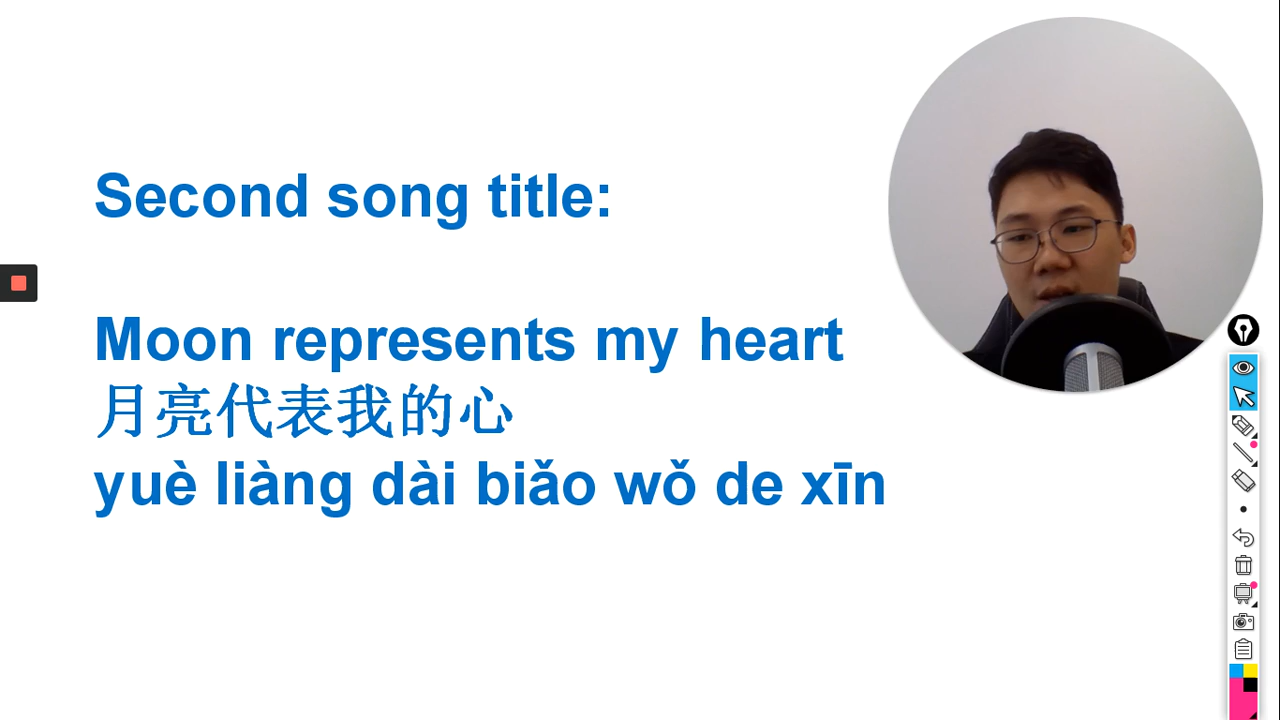 Second song title:
Moon represents my heart
月亮代表我的心
yuè liàng dài biǎo wǒ de xīn